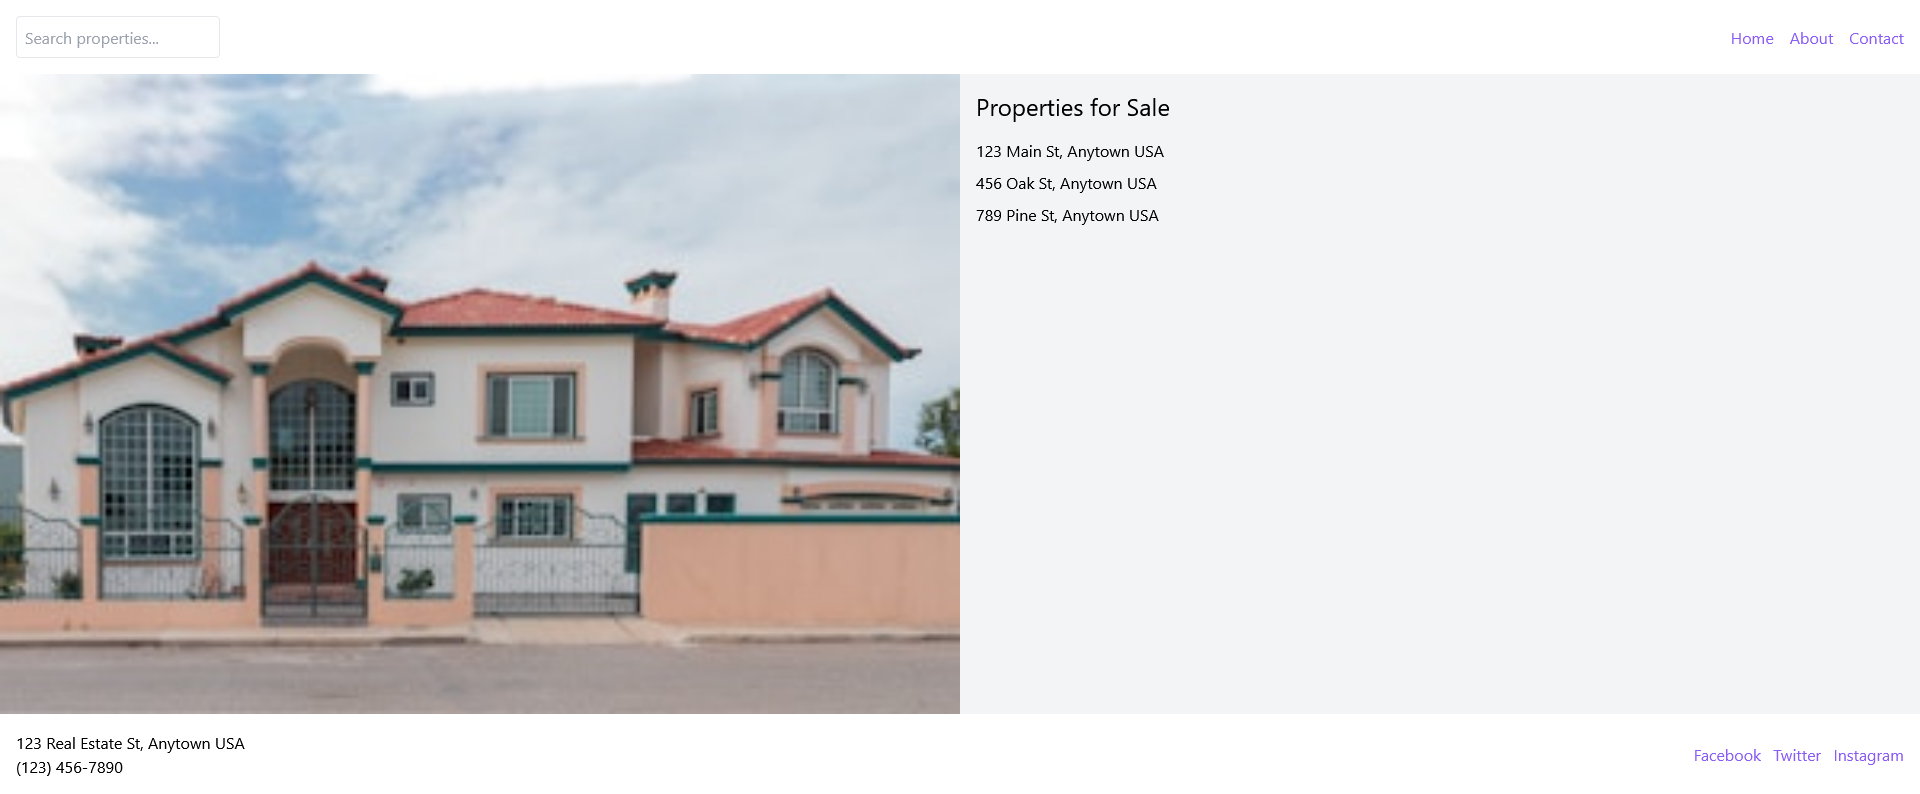 Search properties...
Home About Contact
Properties for Sale
123 Main St, Anytown USA
456 Oak St, Anytown USA
789 Pine St, Anytown USA
123 Real Estate St, Anytown USA
(123) 456-7890
Facebook Twitter Instagram